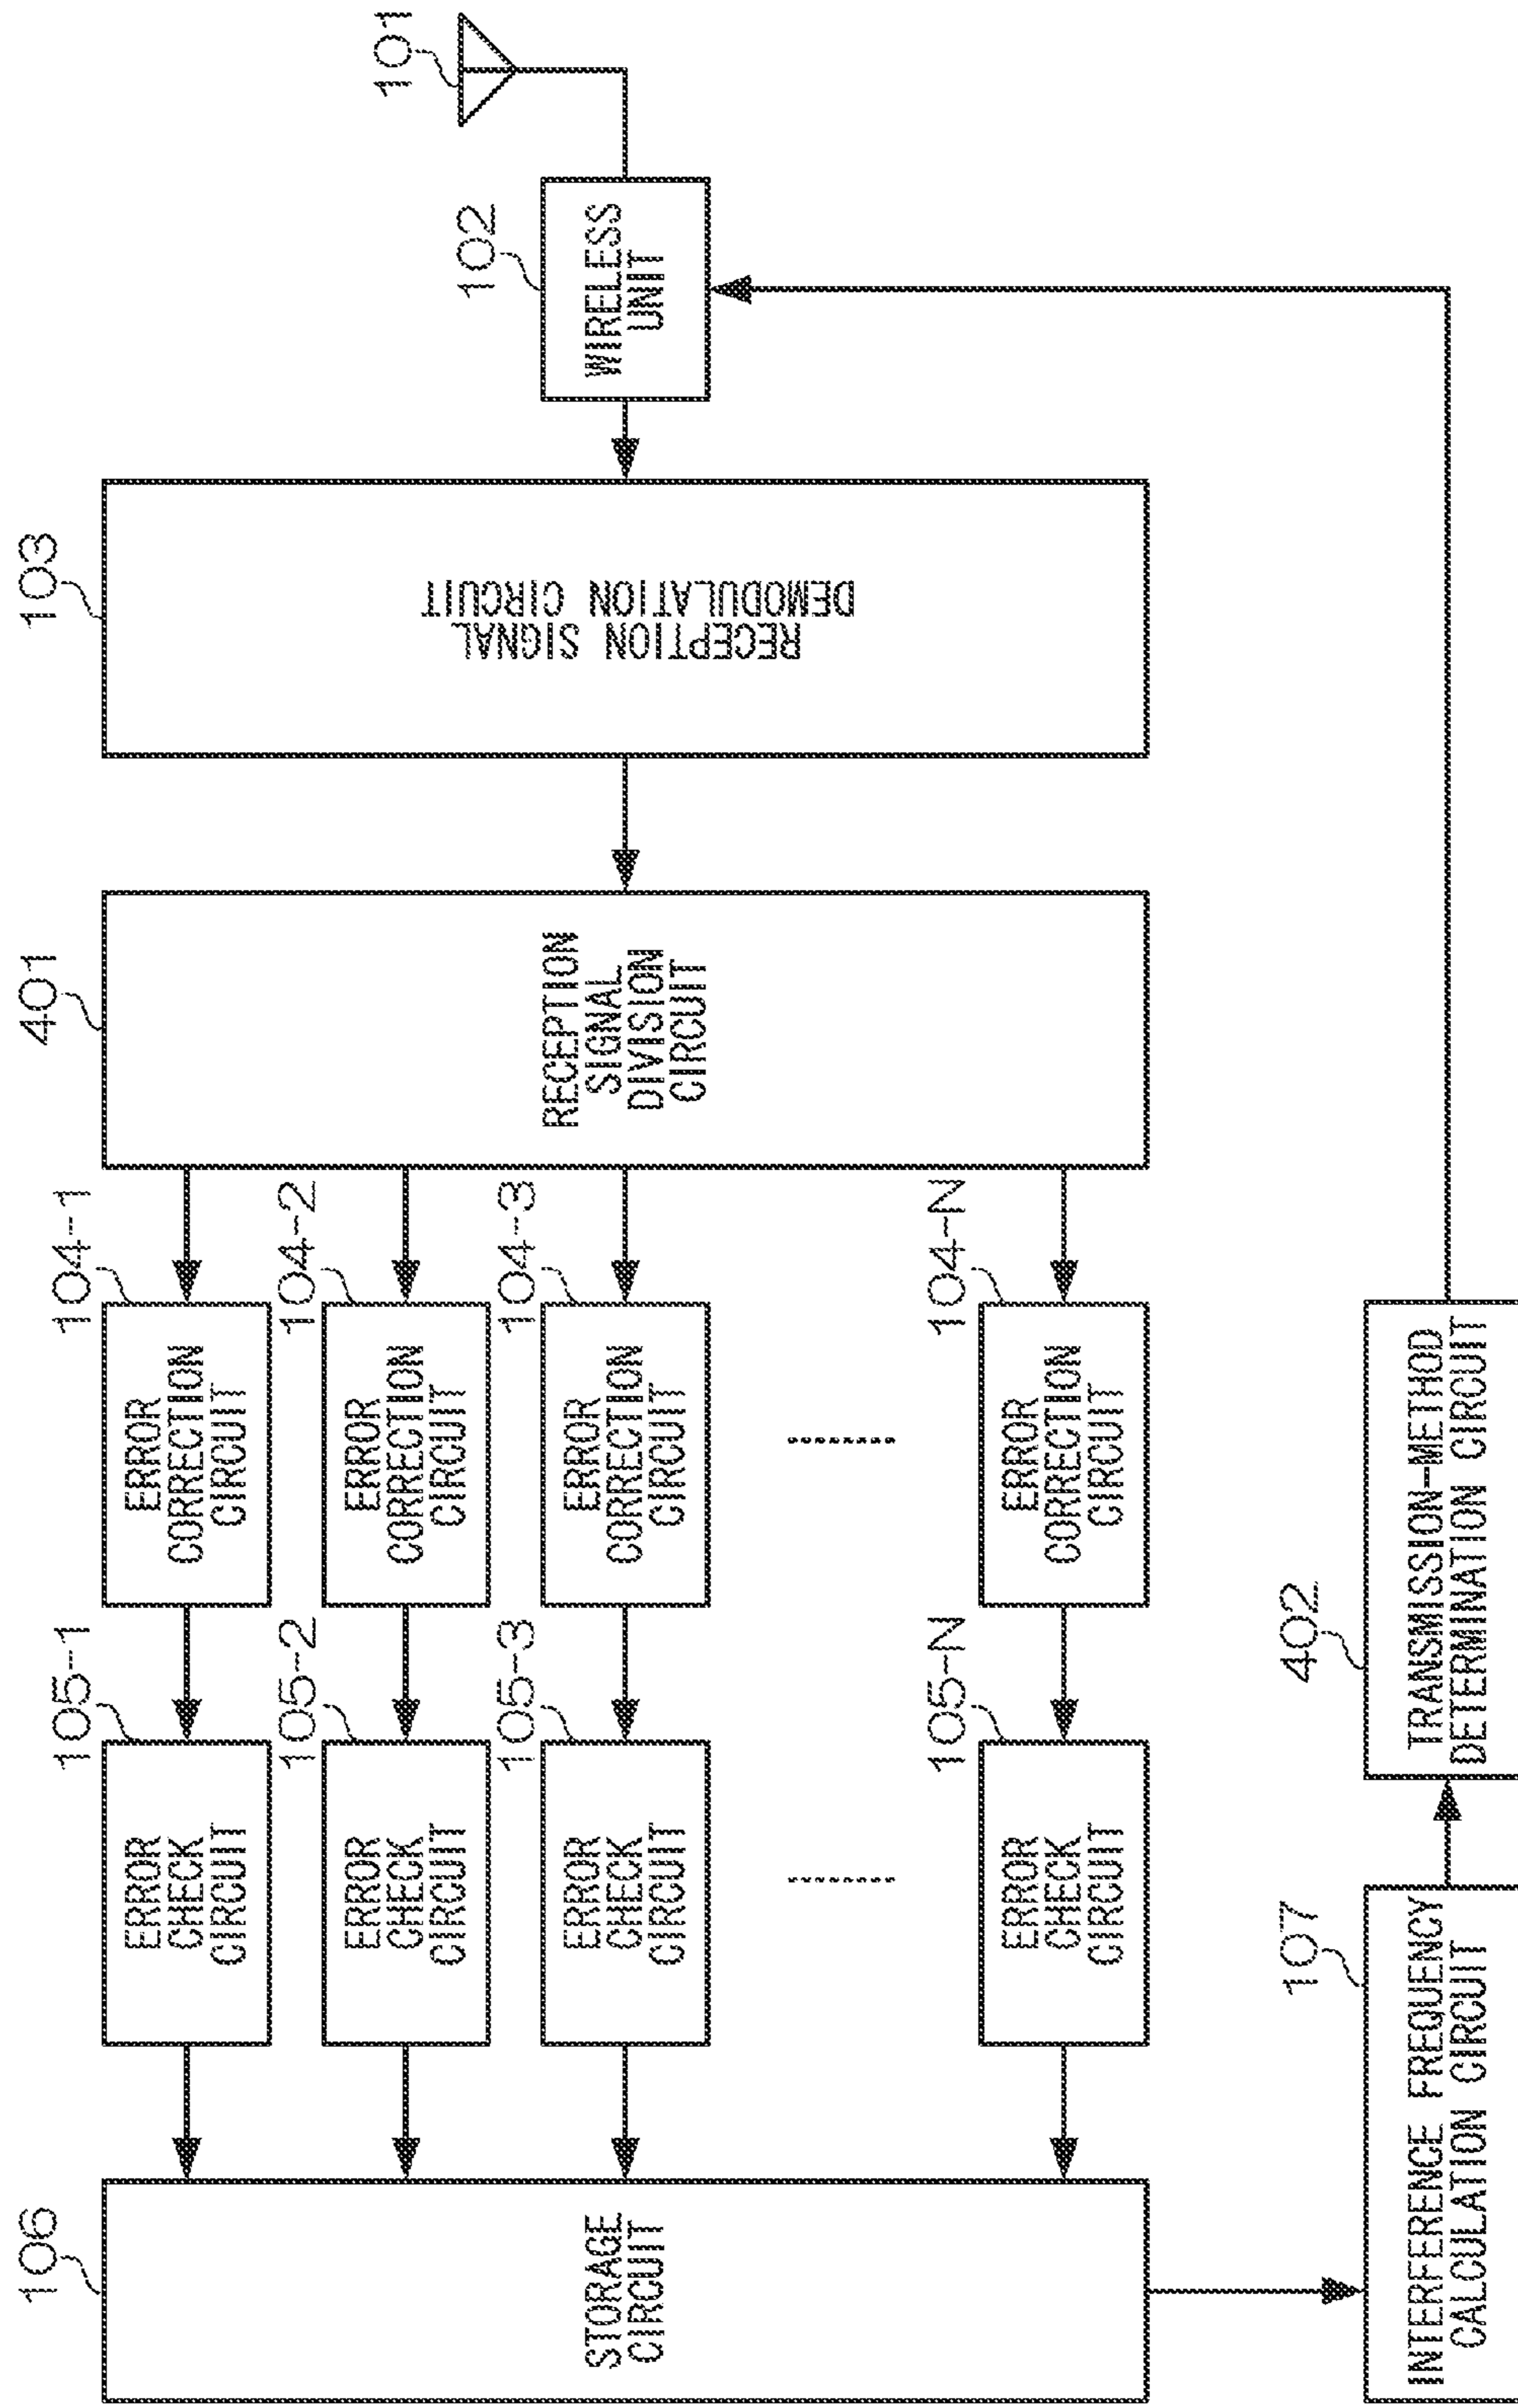 101
102
WIRELESS
UNIT
103
RECEPTION SIGNAL
DEMODULATION CIRCUIT
401
RECEPTION
SIGNAL
DIVISION
CIRCUIT
104-1
ERROR
CORRECTION
CIRCUIT
104-2
ERROR
CORRECTION
CIRCUIT
104-3
ERROR
CORRECTION
CIRCUIT
104-N
ERROR
CORRECTION
CIRCUIT
105-1
ERROR
CHECK
CIRCUIT
105-2
ERROR
CHECK
CIRCUIT
105-3
ERROR
CHECK
CIRCUIT
105-N
ERROR
CHECK
CIRCUIT
106
STORAGE
CIRCUIT
107
INTERFERENCE FREQUENCY
CALCULATION CIRCUIT
402
TRANSMISSION-METHOD
DETERMINATION CIRCUIT